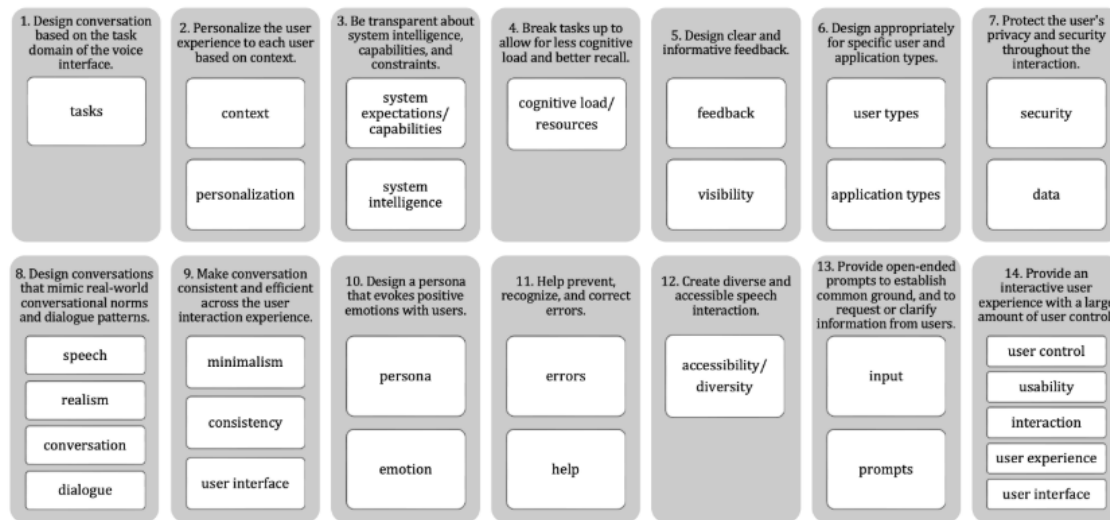 1. Design conversation
based on the task
domain of the voice
interface.
tasks
2. Personalize the user
experience to each user
based on context.
context
personalization
3. Be transparent about
system intelligence,
capabilities, and
constraints.
system
expectations/
capabilities
system
intelligence
4. Break tasks up to
allow for less cognitive
load and better recall.
cognitive load/
resources
5. Design clear and
informative feedback.
feedback
visibility
6. Design appropriately
for specific user and
application types.
user types
application types
7. Protect the user's
privacy and security
throughout the
interaction.
security
data
8. Design conversations
that mimic real-world
conversational norms
and dialogue patterns.
speech
realism
conversation
dialogue
9. Make conversation
consistent and efficient
across the user
interaction experience.
minimalism
consistency
user interface
10. Design a persona
that evokes positive
emotions with users.
persona
emotion
11. Help prevent,
recognize, and correct
errors.
errors
help
12. Create diverse and
accessible speech
interaction.
accessibility/
diversity
13. Provide open-ended
prompts to establish
common ground, and to
request or clarify
information from users.
input
prompts
14. Provide an
interactive user
experience with a large
amount of user control
user control
usability
interaction
user experience
user interface